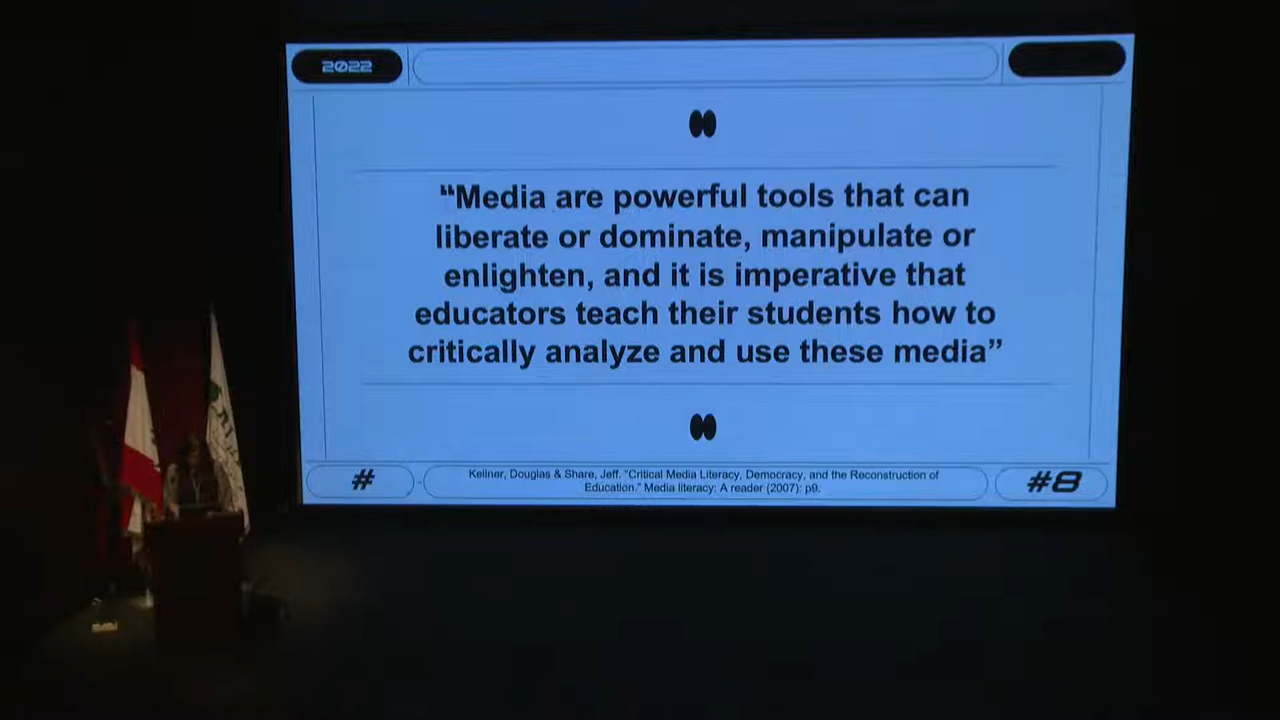 2022
“Media are powerful tools that can
liberate or dominate, manipulate or
enlighten, and it is imperative that
educators teach their students how to
critically analyze and use these media”
#
Kellner, Douglas & Share, Jeff. "Critical Media Literacy, Democracy, and the Reconstruction of
Education." Media literacy: A reader (2007): p9.
#8